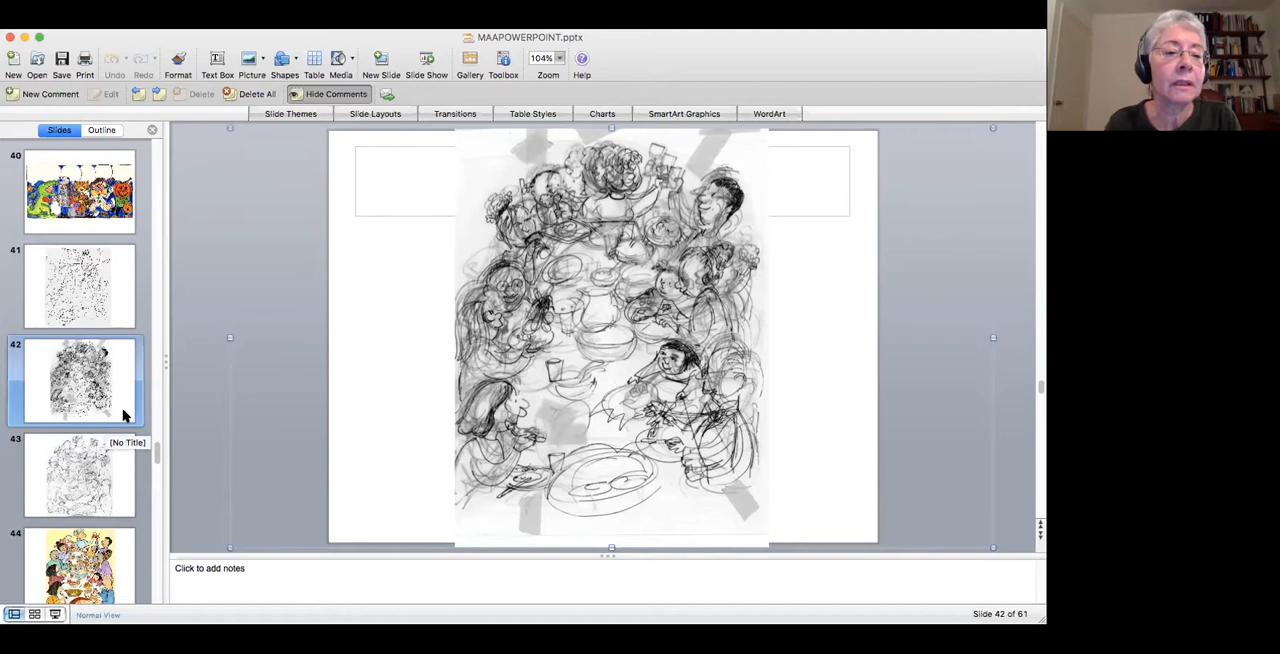 MAAPOWERPOINT.pptx
New Open Save Print Undo Redo Format Text Box Picture Shapes Table Media New Slide Slide Show Gallery Toolbox Zoom Help
104%
New Comment Edit Delete Delete All Hide Comments
Slide Themes Slide Layouts Transitions Table Styles Charts SmartArt Graphics WordArt
Slides Outline
40
41
42
43
[No Title]
44
Click to add notes
Normal View
Slide 42 of 61